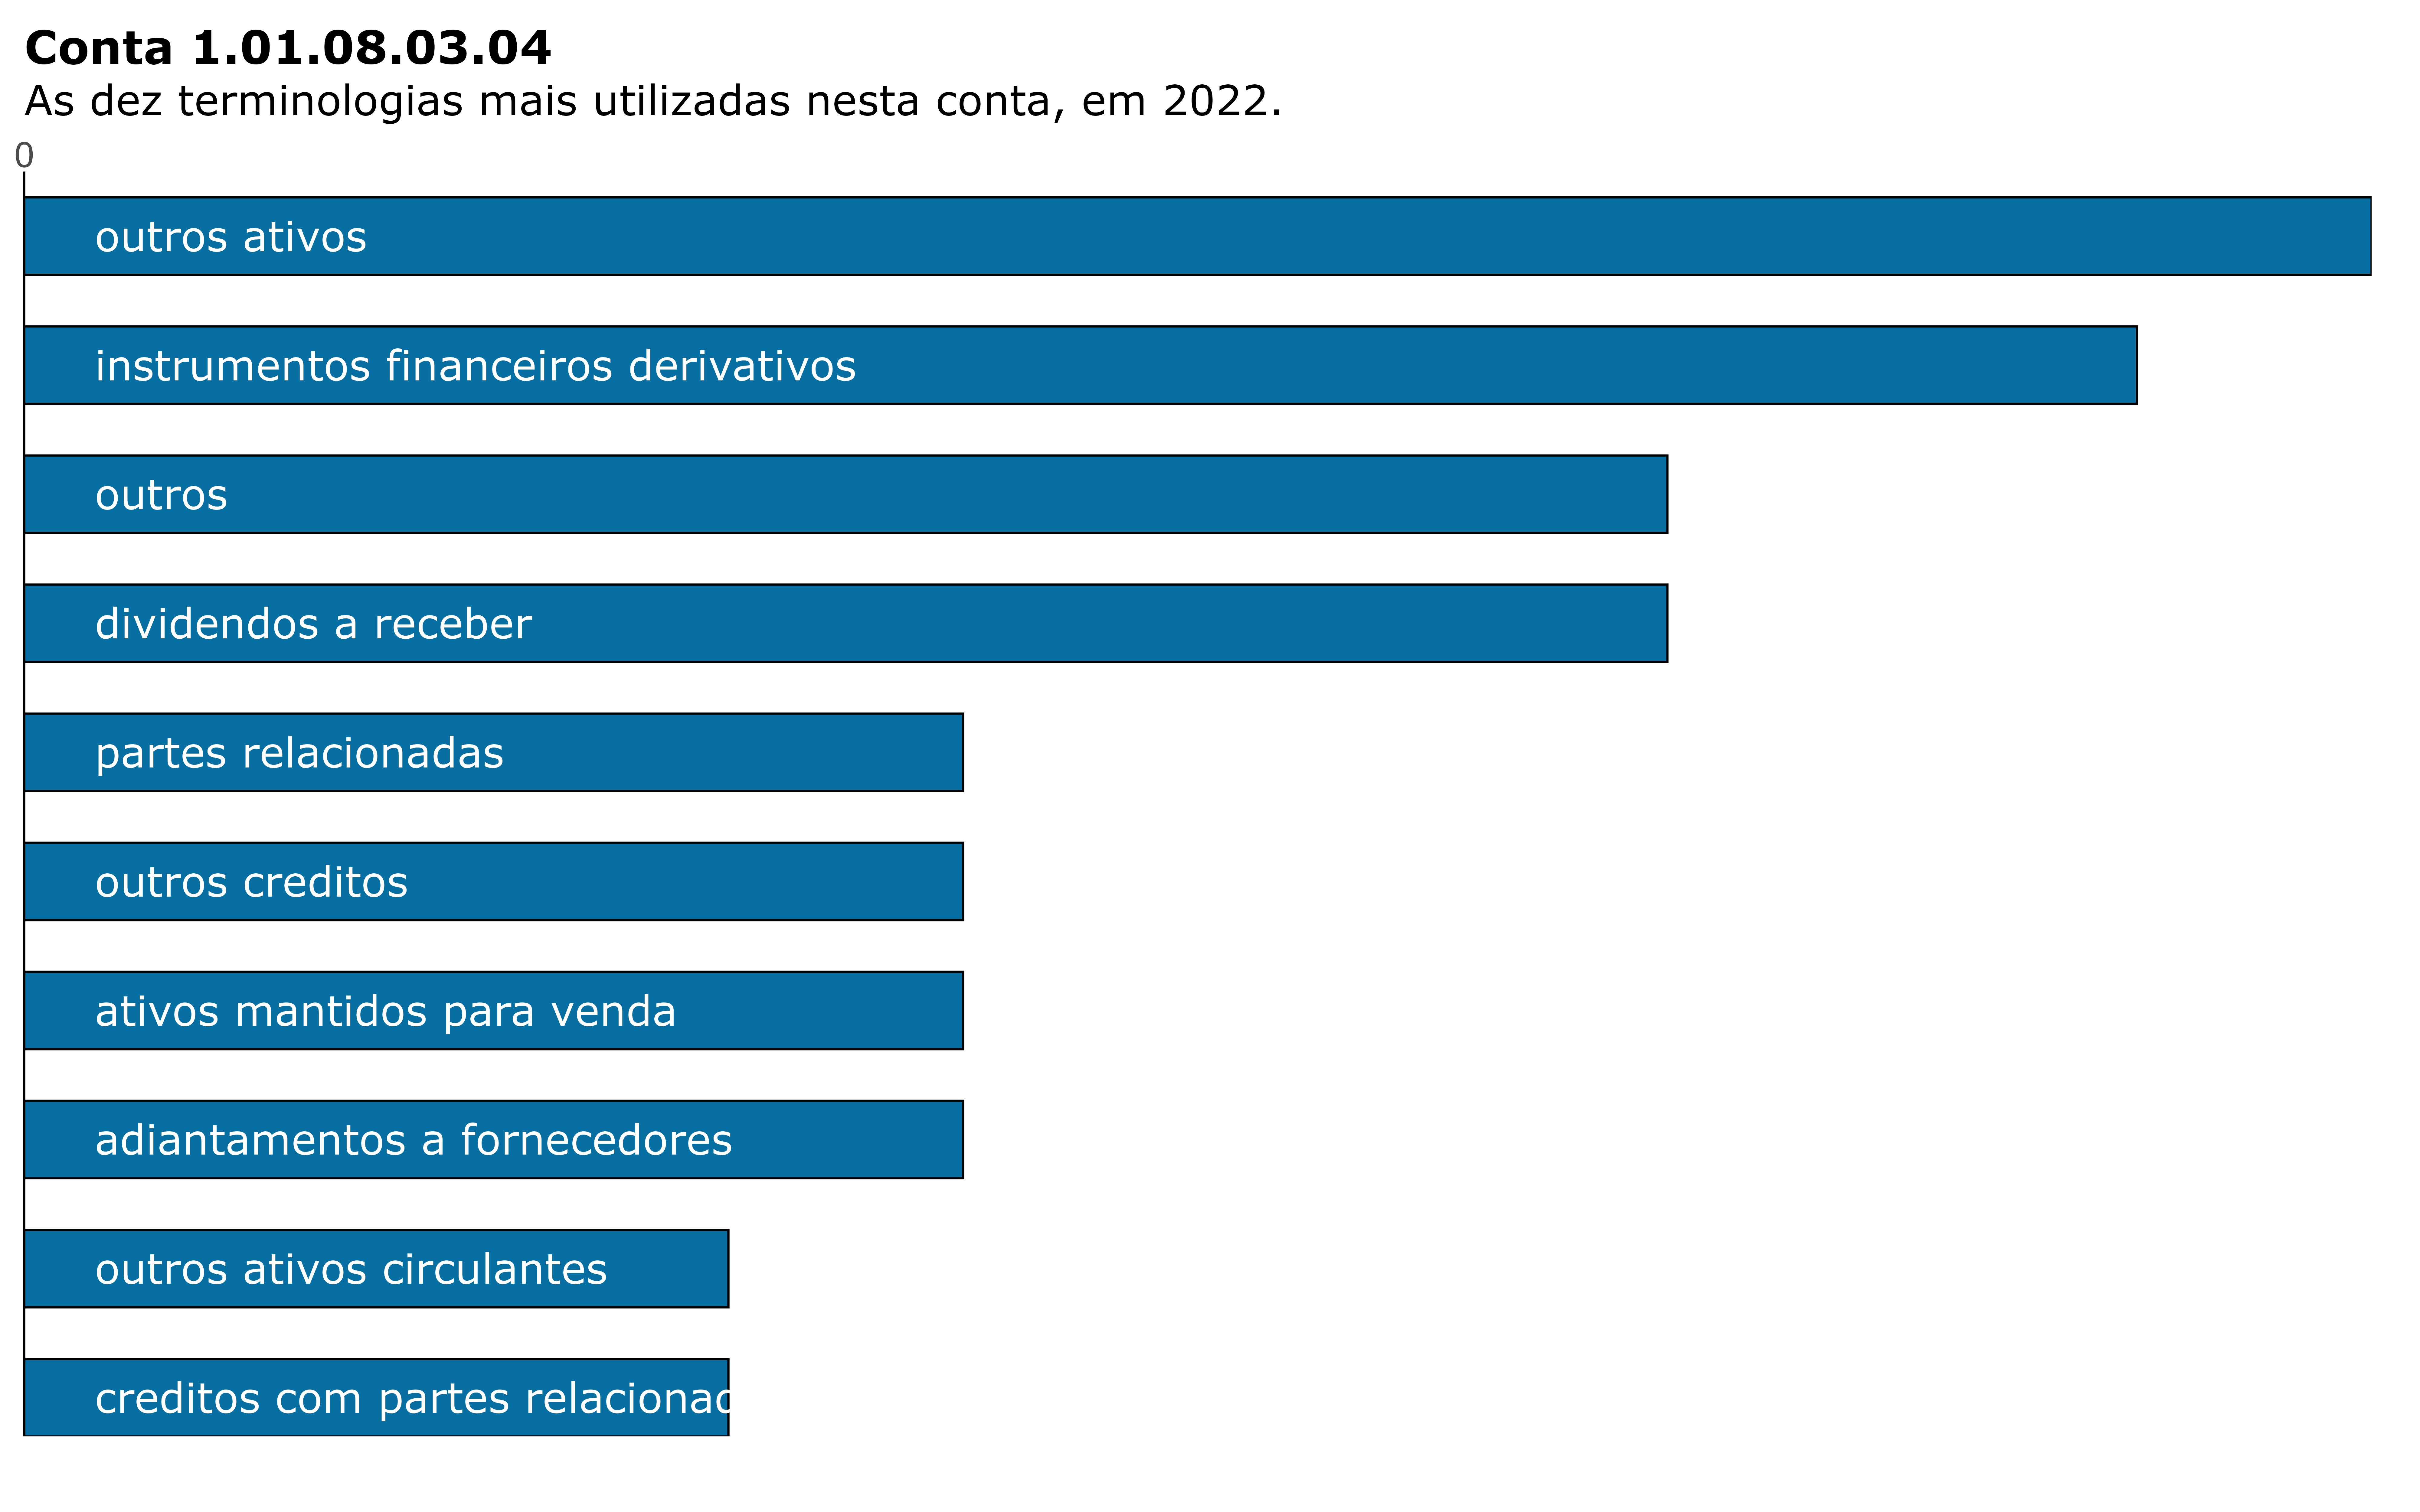 Conta 1.01.08.03.04
As dez terminologias mais utilizadas nesta conta, em 2022.
0
outros ativos
instrumentos financeiros derivativos
outros
dividendos a receber
partes relacionadas
outros creditos
ativos mantidos para venda
adiantamentos a fornecedores
outros ativos circulantes
creditos com partes